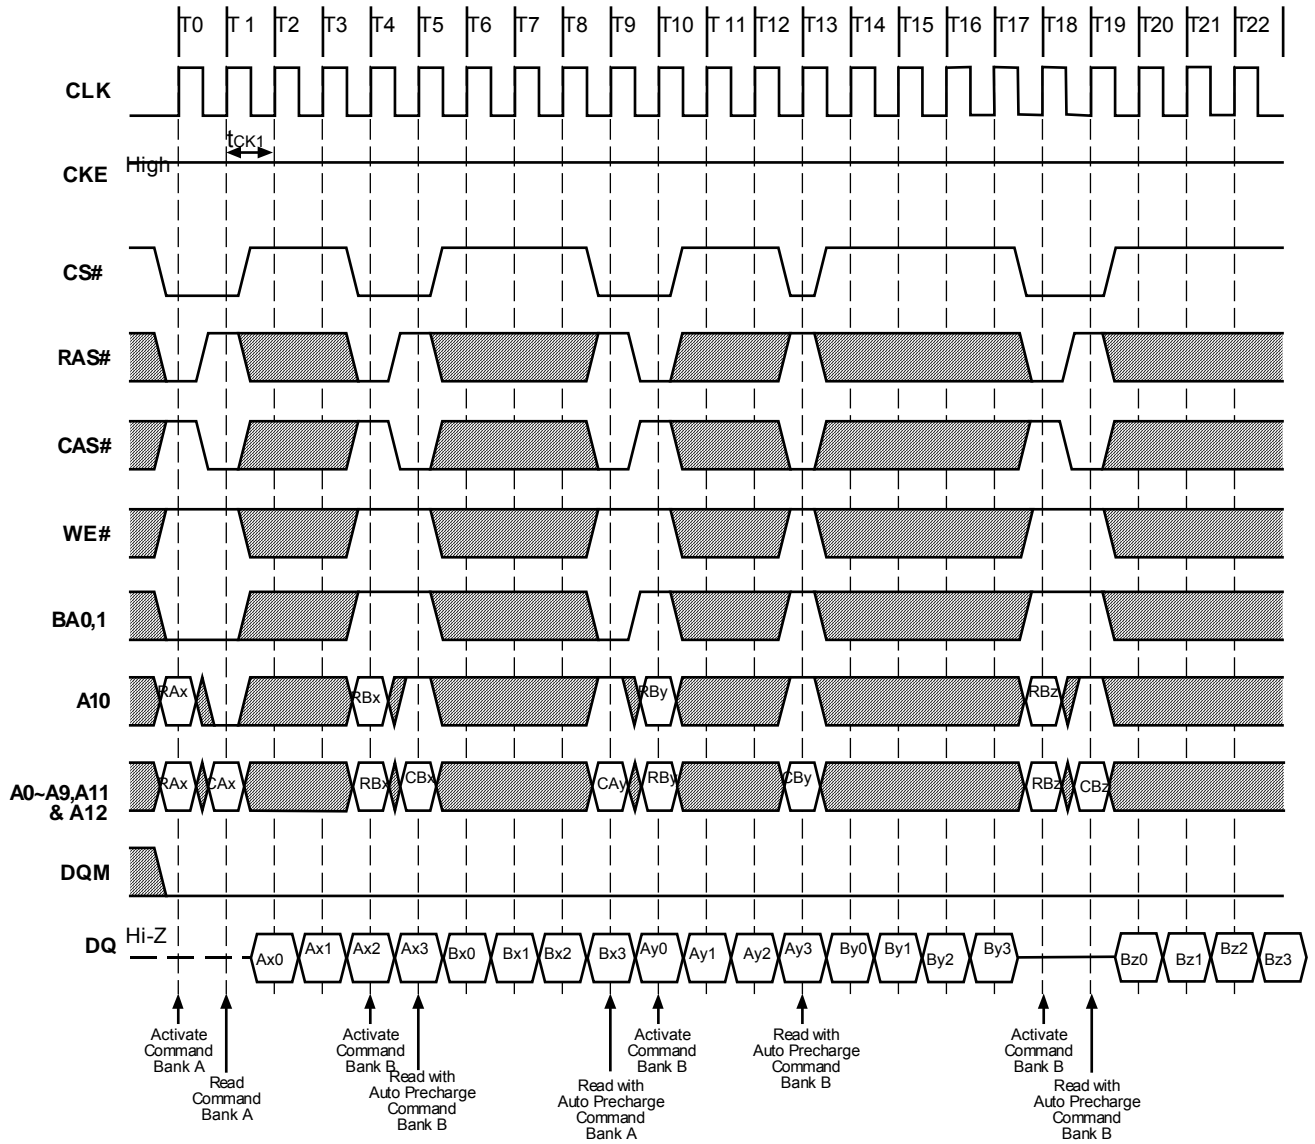 T0 T 1 T2 T3 T4 T5 T6 T7 T8 T9 T10 T 11 T12 T13 T14 T15 T16 T17 T18 T19 T20 T21 T22
CLK
tCK1
High
CKE
CS#
RAS#
CAS#
WE#
BA0,1
A10
RAx RBx RBy RBz
A0~A9,A11
& A12
RAx CAx RBx CBx CAy RBy CBy RBz CBz
DQM
DQ
Hi-Z
Ax0 Ax1 Ax2 Ax3 Bx0 Bx1 Bx2 Bx3 Ay0 Ay1 Ay2 Ay3 By0 By1 By2 By3 Bz0 Bz1 Bz2 Bz3
Activate
Command
Bank A
Read
Command
Bank A
Activate
Command
Bank B
Read with
Auto Precharge
Command
Bank B
Read with
Auto Precharge
Command
Bank A
Activate
Command
Bank B
Read with
Auto Precharge
Command
Bank B
Activate
Command
Bank B
Read with
Auto Precharge
Command
Bank B